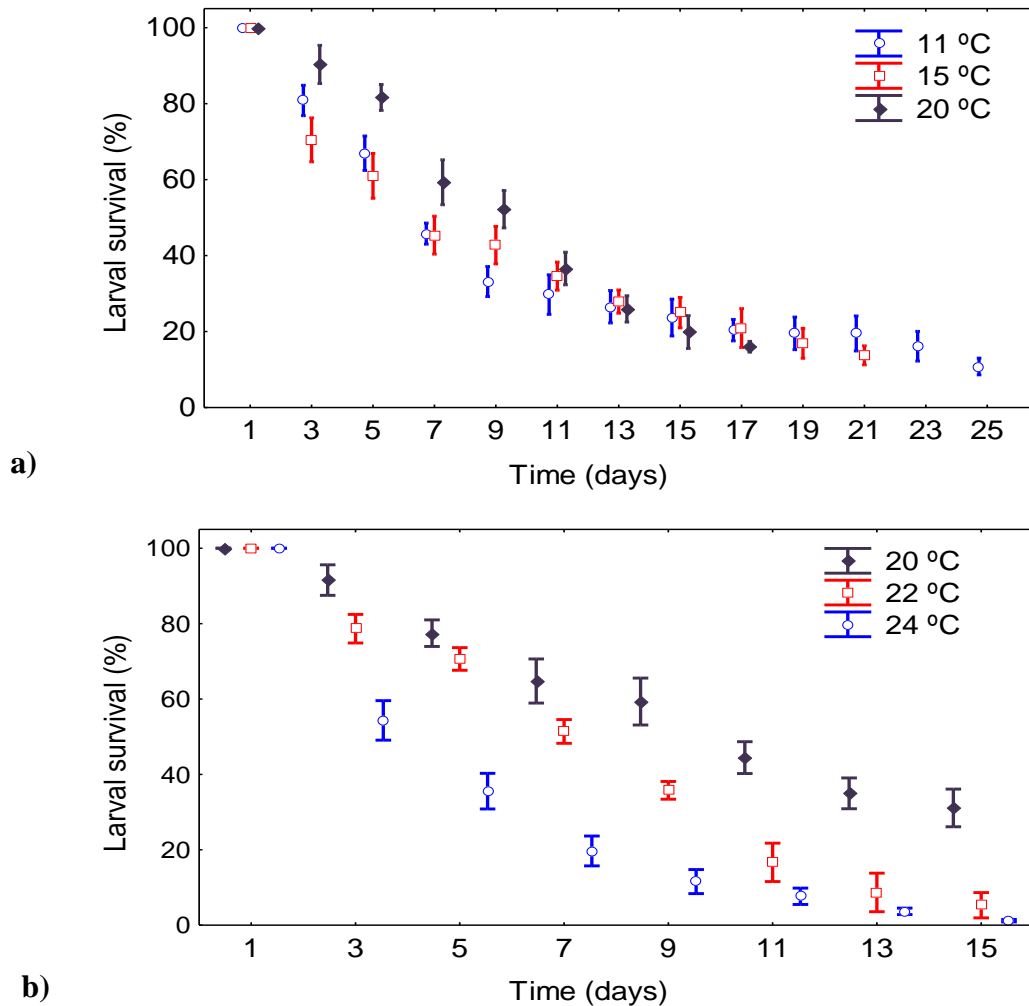 100
80
60
40
20
0
Larval survival (%)
11 ºC
15 ºC
20 ºC
1 3 5 7 9 11 13 15 17 19 21 23 25
Time (days)
a)
100
80
60
40
20
0
Larval survival (%)
20 ºC
22 ºC
24 ºC
1 3 5 7 9 11 13 15
Time (days)
b)